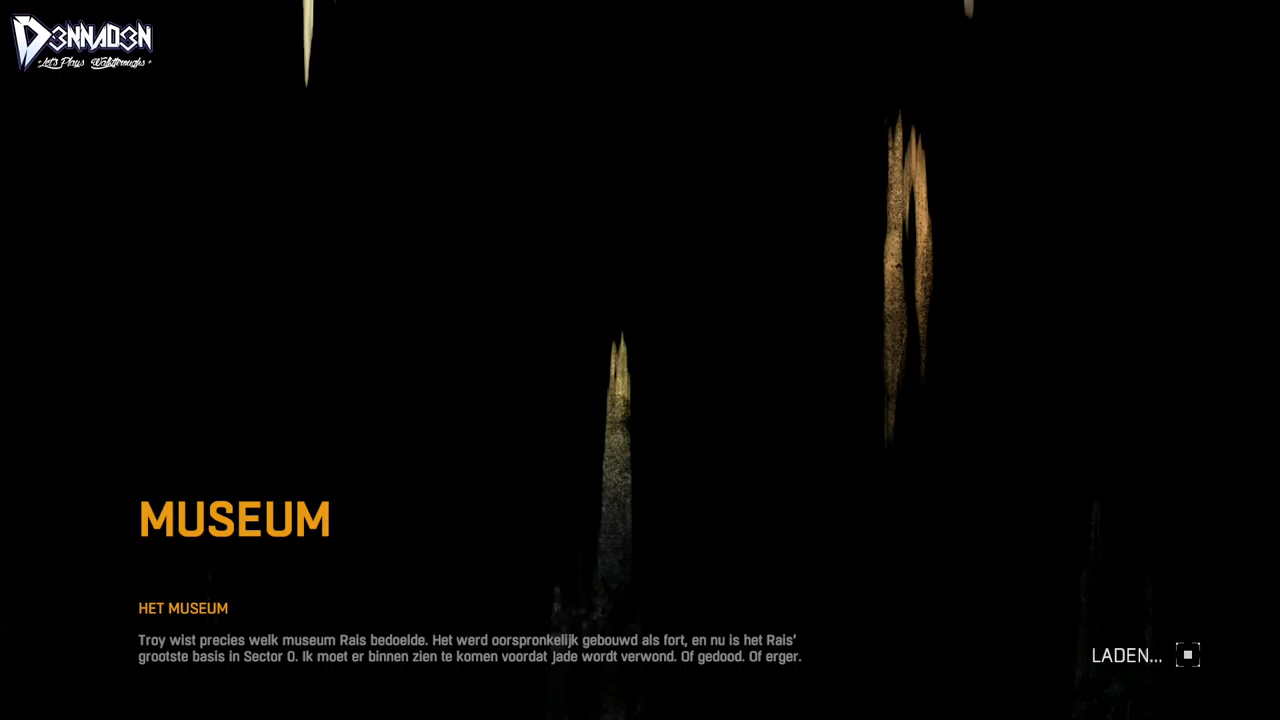 D3NNAD3N
Let's Plays Walkthroughs
MUSEUM
HET MUSEUM
Troy wist precies welk museum Rais bedoelde. Het werd oorspronkelijk gebouwd als fort, en nu is het Rais'
grootste basis in Sector 0. Ik moet er binnen zien te komen voordat Jade wordt verwond. Of gedood. Of erger.
LADEN...